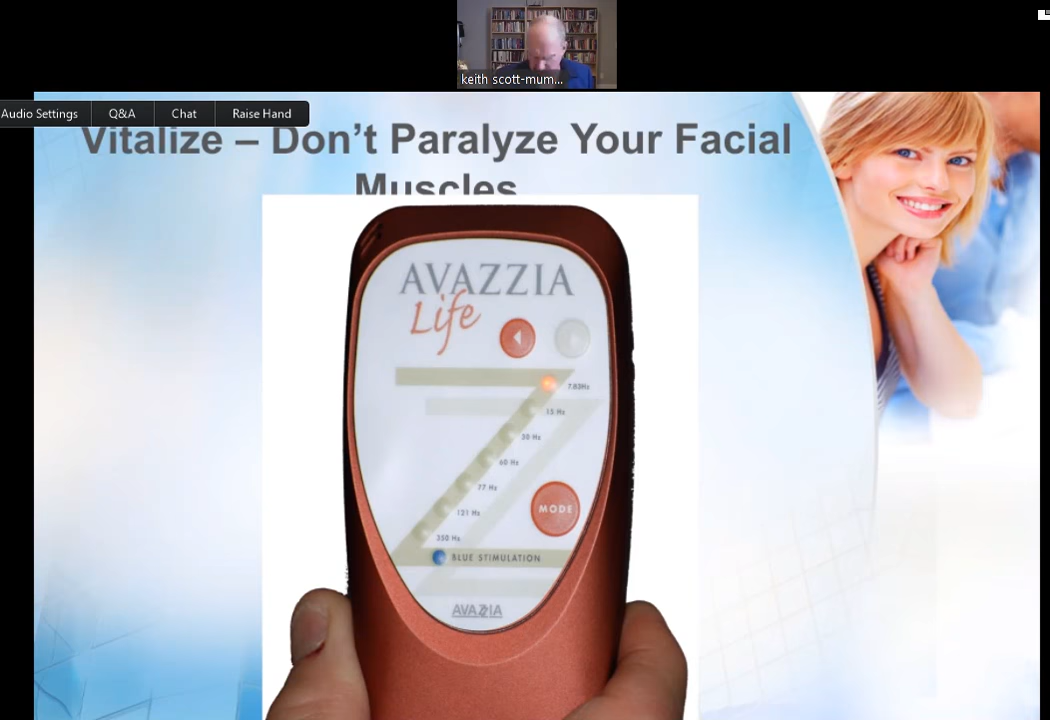 keith scott-mum...
Audio Settings Q&A Chat Raise Hand
Vitalize – Don't Paralyze Your Facial
Muscles
AVAZZIA
Life
7.83Hz
15 Hz
30 Hz
60 Hz
77 Hz
121 Hz
MODE
350 Hz
BLUE STIMULATION
AVAZZIA